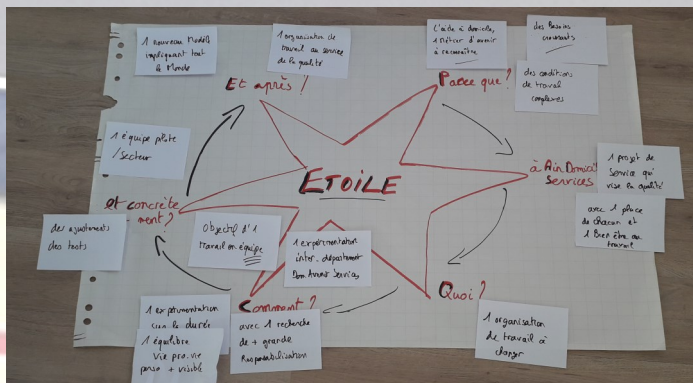 1 nouveau Modèle
impliquant tout
le Monde
1 organisation de
travail au service
de la qualité
L'aide à domicile,
1 Métier d'avenir
à reconnaître
des Besoins
croissants
Et après ?
Parce que ?
des conditions
de travail
complexes
1 équipe pilote
/secteur
ETOILE
à Ain Domicile
Services
1 projet de
service qui
vise la qualité
et concrète
-ment ?
avec 1 place
de chacun et
1 Bien être au
travail
des ajustements
des tests
Objectif d'1
travail en équipe
1 expérimentation
inter-département
Dom Avenir Services
Comment ?
Quoi ?
1 expérimentation
sur la durée
1 équilibre
Vie pro-vie
perso + visible
avec 1 recherche
de + grande
Responsabilisation
1 organisation
de travail à
changer